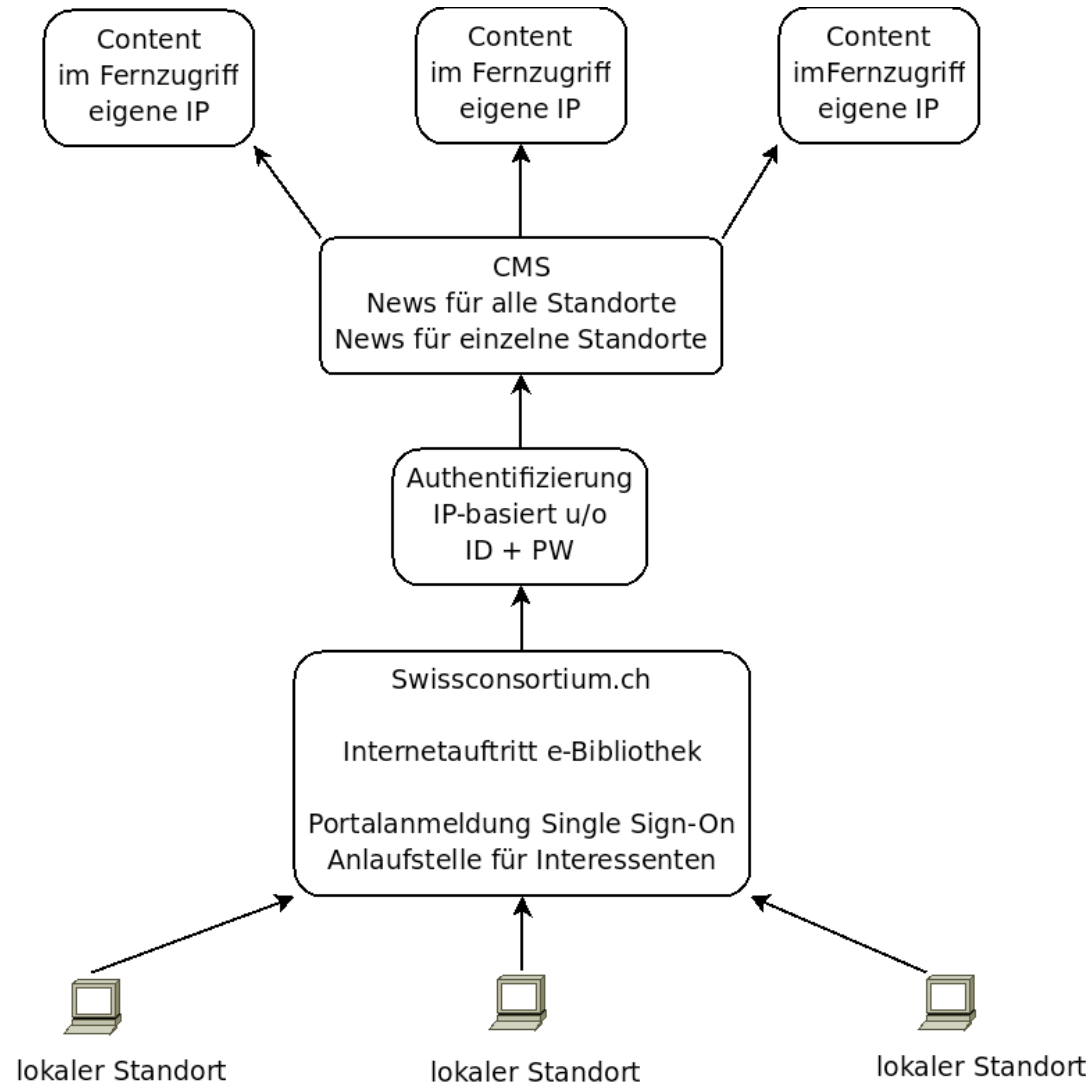 Content
im Fernzugriff
eigene IP
Content
im Fernzugriff
eigene IP
Content
imFernzugriff
eigene IP
CMS
News für alle Standorte
News für einzelne Standorte
Authentifizierung
IP-basiert u/o
ID + PW
Swissconsortium.ch
Internetauftritt e-Bibliothek
Portalanmeldung Single Sign-On
Anlaufstelle für Interessenten
lokaler Standort
lokaler Standort
lokaler Standort